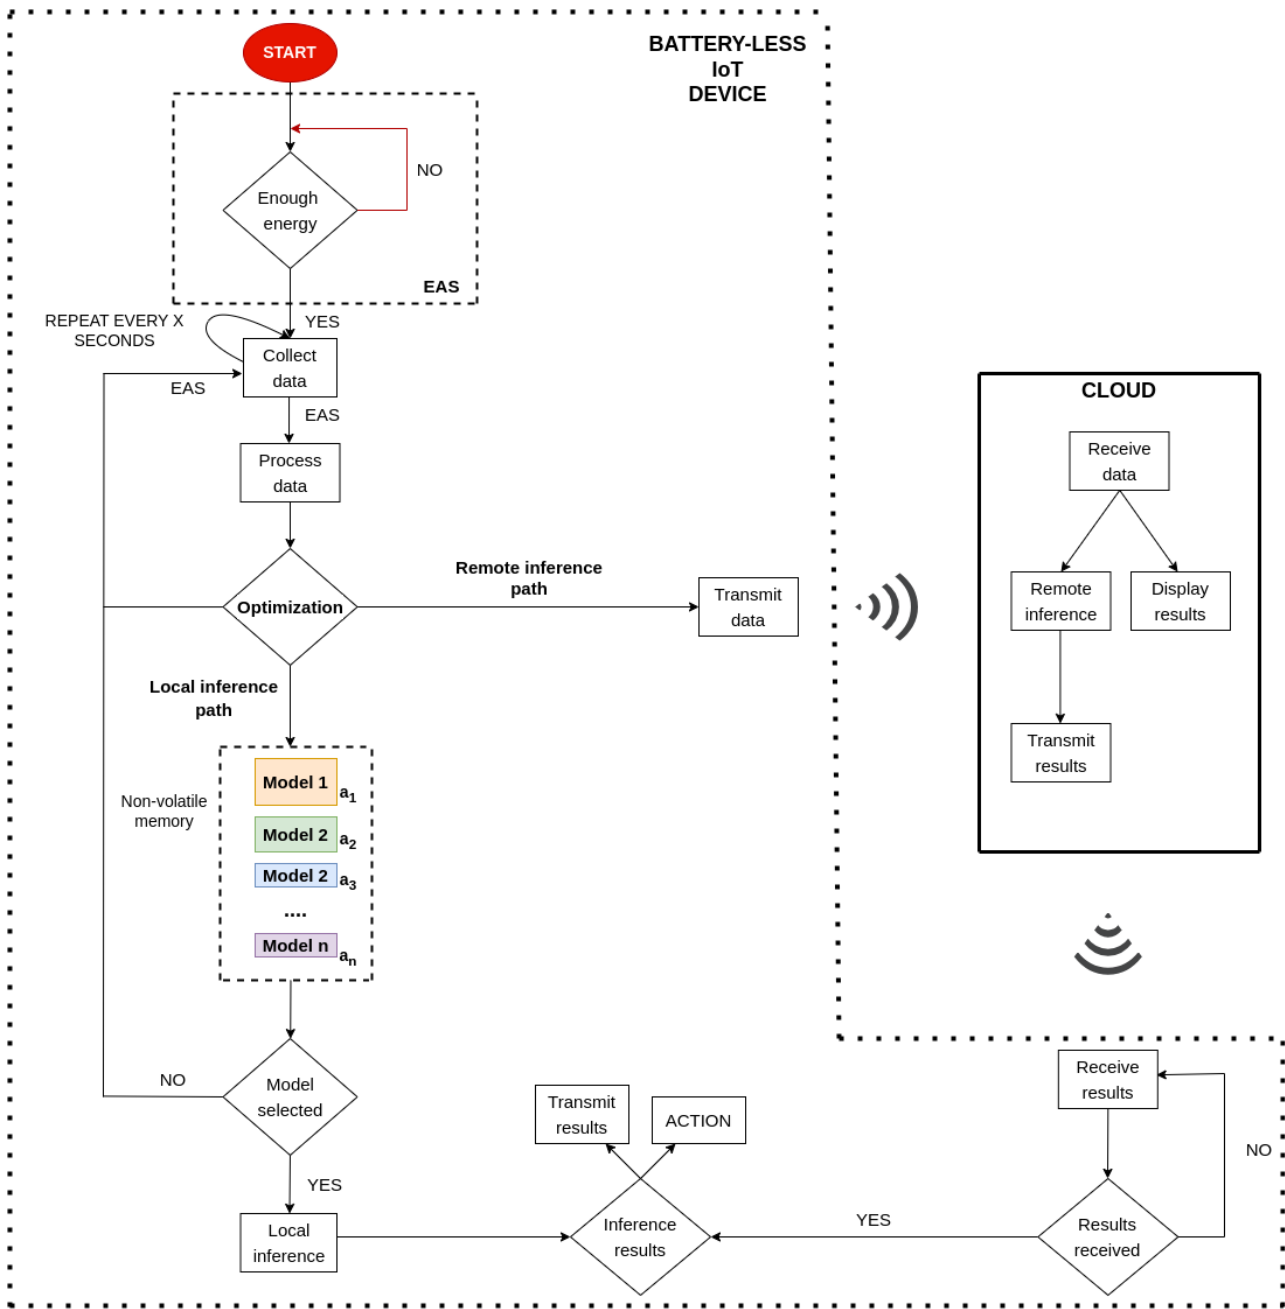 START
BATTERY-LESS
IoT
DEVICE
NO
Enough
energy
EAS
YES
REPEAT EVERY X
SECONDS
Collect
data
EAS
EAS
Process
data
CLOUD
Receive
data
Remote inference
path
Optimization
Transmit
data
Remote
inference
Display
results
Local inference
path
Transmit
results
Non-volatile
memory
Model 1
a1
Model 2
a2
Model 2
a3
....
Model n
an
NO
Model
selected
YES
Local
inference
Transmit
results
ACTION
Inference
results
YES
Receive
results
NO
Results
received